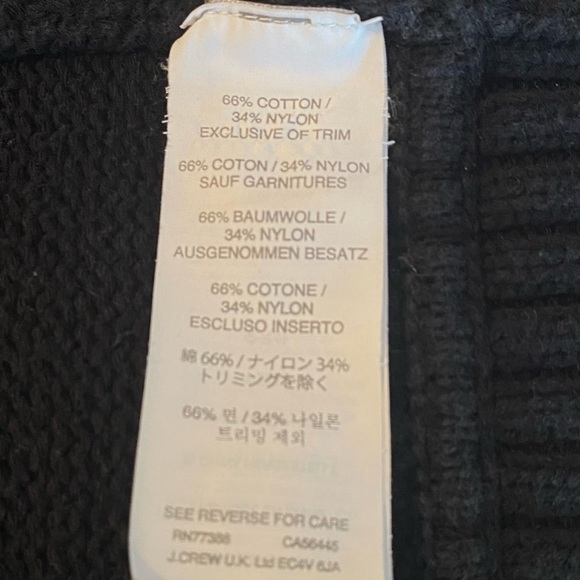 66% COTTON /
34% NYLON
EXCLUSIVE OF TRIM
66% COTON / 34% NYLON
SAUF GARNITURES
66% BAUMWOLLE /
34% NYLON
AUSGENOMMEN BESATZ
66% COTONE /
34% NYLON
ESCLUSO INSERTO
綿 66% / ナイロン 34%
トリミングを除く
66% 면 / 34% 나일론
트리밍 제외
SEE REVERSE FOR CARE
RN77388 CA56445
J.CREW U.K. Ltd EC4V 6JA